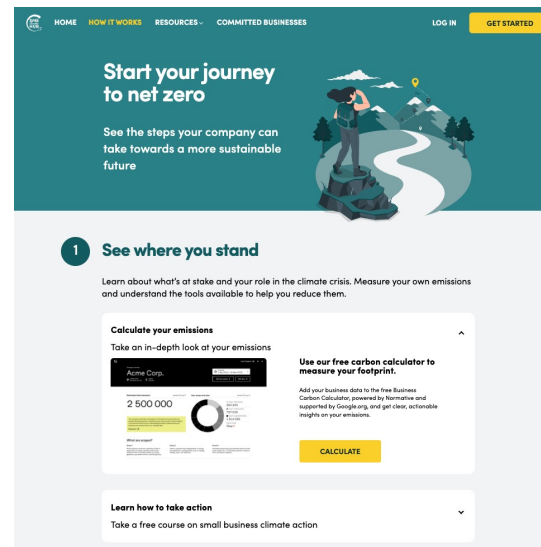 SME
CLIMATE
HUB
HOME
HOW IT WORKS
RESOURCES
COMMITTED BUSINESSES
LOG IN
GET STARTED
Start your journey
to net zero
See the steps your company can
take towards a more sustainable
future
1
See where you stand
Learn about what's at stake and your role in the climate crisis. Measure your own emissions
and understand the tools available to help you reduce them.
Calculate your emissions
Take an in-depth look at your emissions
Acme Corp.
2 500 000
What are scopes?
Use our free carbon calculator to
measure your footprint.
Add your business data to the free Business
Carbon Calculator, powered by Normative and
supported by Google.org, and get clear, actionable
insights on your emissions.
CALCULATE
Learn how to take action
Take a free course on small business climate action